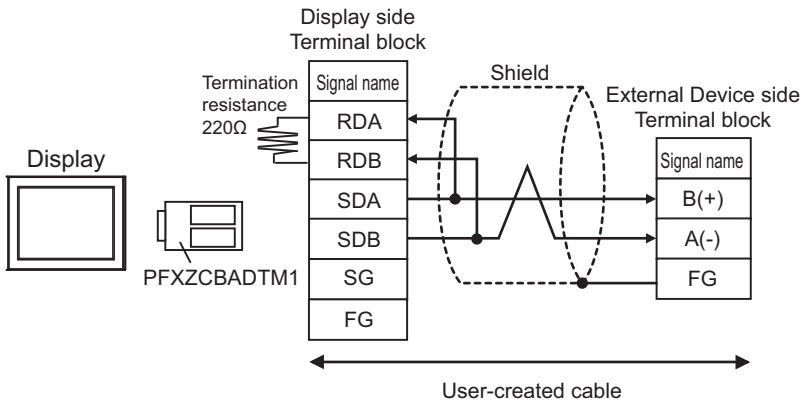 Display side
Terminal block
Termination
resistance
220Ω
Signal name
RDA
RDB
SDA
SDB
SG
FG
Shield
External Device side
Terminal block
Signal name
B(+)
A(-)
FG
Display
PFXZCBADTM1
User-created cable